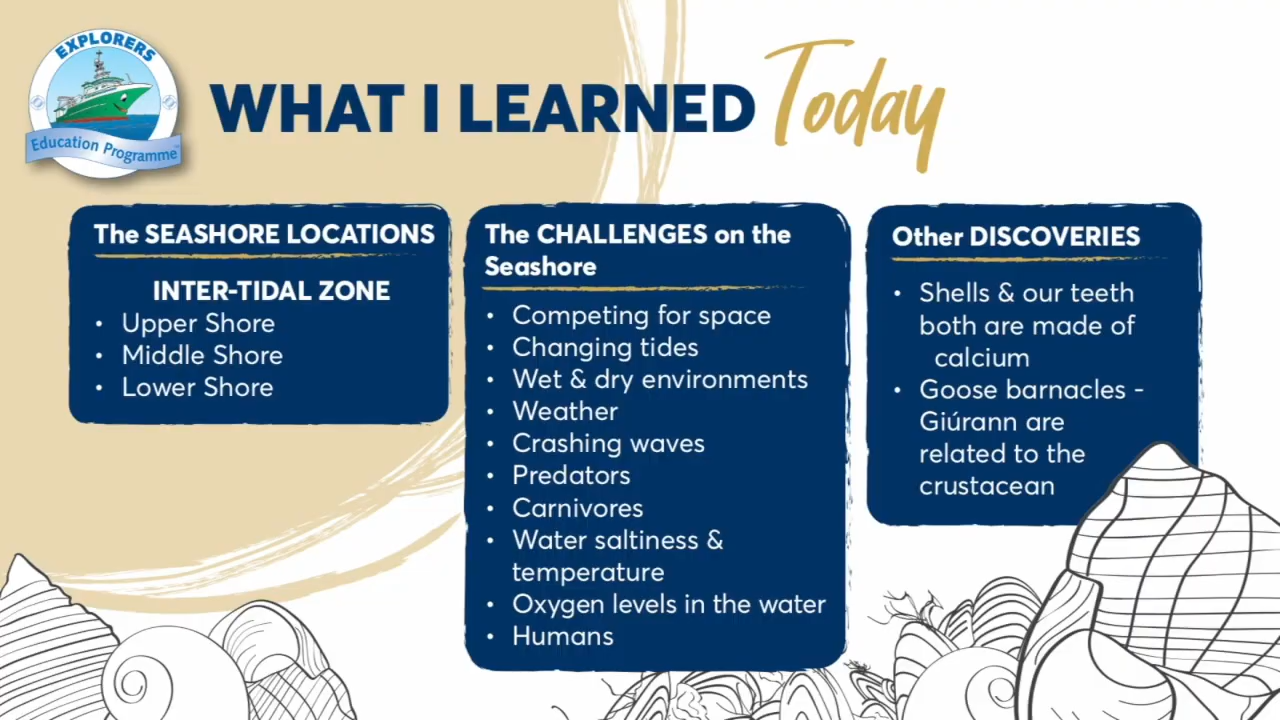 EXPLORERS
Education Programme
WHAT I LEARNED Today
The SEASHORE LOCATIONS
INTER-TIDAL ZONE
• Upper Shore
• Middle Shore
• Lower Shore
The CHALLENGES on the
Seashore
• Competing for space
• Changing tides
• Wet & dry environments
• Weather
• Crashing waves
• Predators
• Carnivores
• Water saltiness &
temperature
• Oxygen levels in the water
• Humans
Other DISCOVERIES
• Shells & our teeth
both are made of
calcium
• Goose barnacles -
Giúrann are
related to the
crustacean